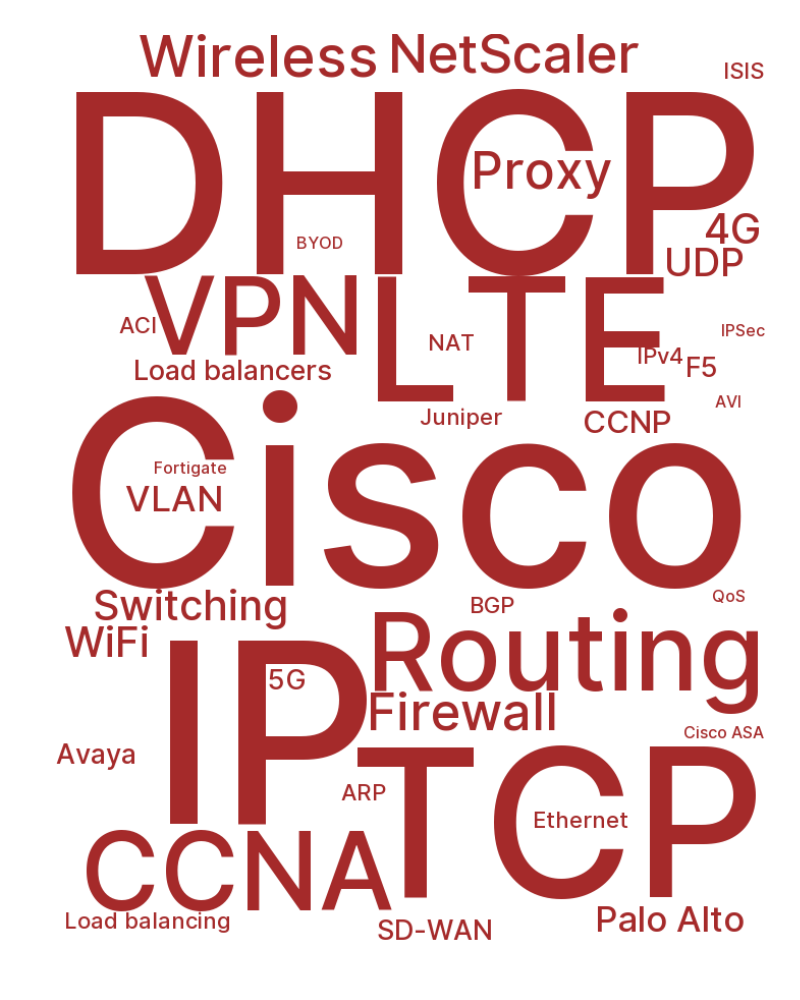 Wireless
NetScaler
ISIS
DHCP
Proxy
4G
BYOD
UDP
VPN
LTE
ACI
NAT
IPSec
IPv4
F5
Load balancers
AVI
Juniper
CCNP
Cisco
Fortigate
VLAN
Switching
BGP
QoS
WiFi
Routing
IP
5G
Firewall
Cisco ASA
Avaya
TCP
ARP
Ethernet
CCNA
Load balancing
SD-WAN
Palo Alto